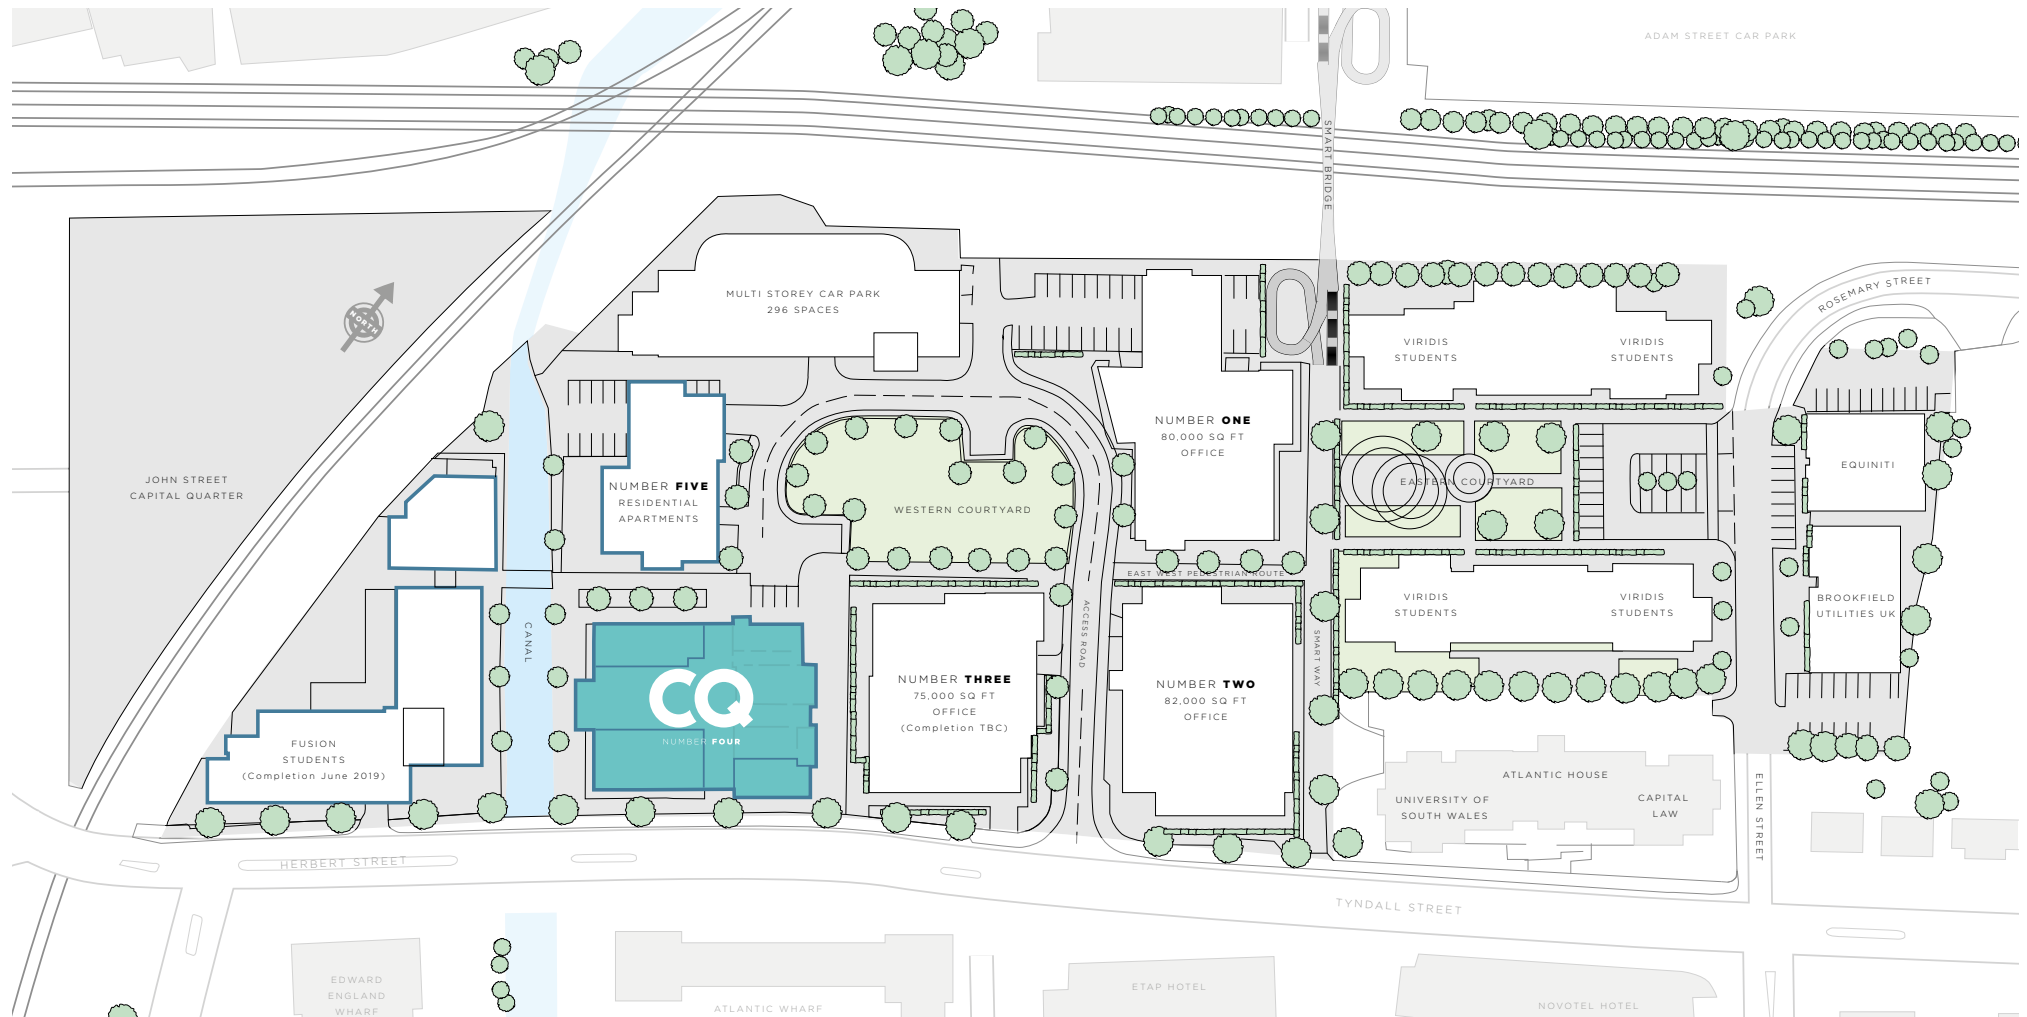 ADAM STREET CAR PARK
SMART BRIDGE
ROSEMARY STREET
MULTI STOREY CAR PARK
296 SPACES
NORTH
VIRIDIS
STUDENTS
VIRIDIS
STUDENTS
NUMBER ONE
80,000 SQ FT
OFFICE
JOHN STREET
CAPITAL QUARTER
NUMBER FIVE
RESIDENTIAL
APARTMENTS
WESTERN COURTYARD
EASTERN COURTYARD
EQUINITI
EAST WEST PEDESTRIAN ROUTE
VIRIDIS
STUDENTS
VIRIDIS
STUDENTS
BROOKFIELD
UTILITIES UK
CANAL
ACCESS ROAD
SMART WAY
CQ
NUMBER FOUR
NUMBER THREE
75,000 SQ FT
OFFICE
(Completion TBC)
NUMBER TWO
82,000 SQ FT
OFFICE
FUSION
STUDENTS
(Completion June 2019)
ATLANTIC HOUSE
UNIVERSITY OF
SOUTH WALES
CAPITAL
LAW
ELLEN STREET
HERBERT STREET
TYNDALL STREET
EDWARD
ENGLAND
WHARF
ATLANTIC WHARF
ETAP HOTEL
NOVOTEL HOTEL